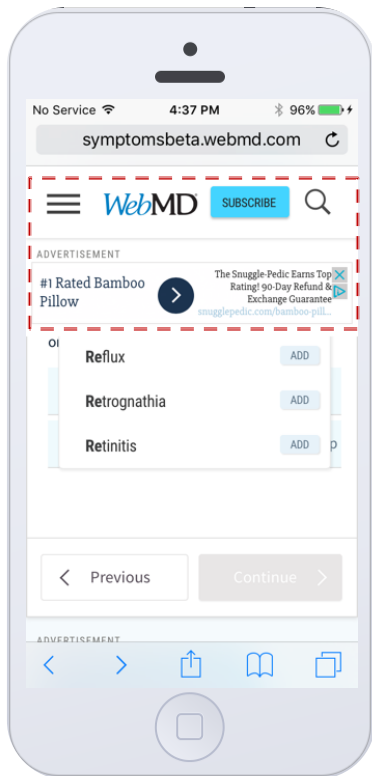 No Service 4:37 PM 96%
symptomsbeta.webmd.com
WebMD SUBSCRIBE
ADVERTISEMENT
#1 Rated Bamboo
Pillow
The Snuggle-Pedic Earns Top
Rating! 90-Day Refund &
Exchange Guarantee
snugglepedic.com/bamboo-pill...
Reflux ADD
Retrognathia ADD
Retinitis ADD
Previous Continue
ADVERTISEMENT